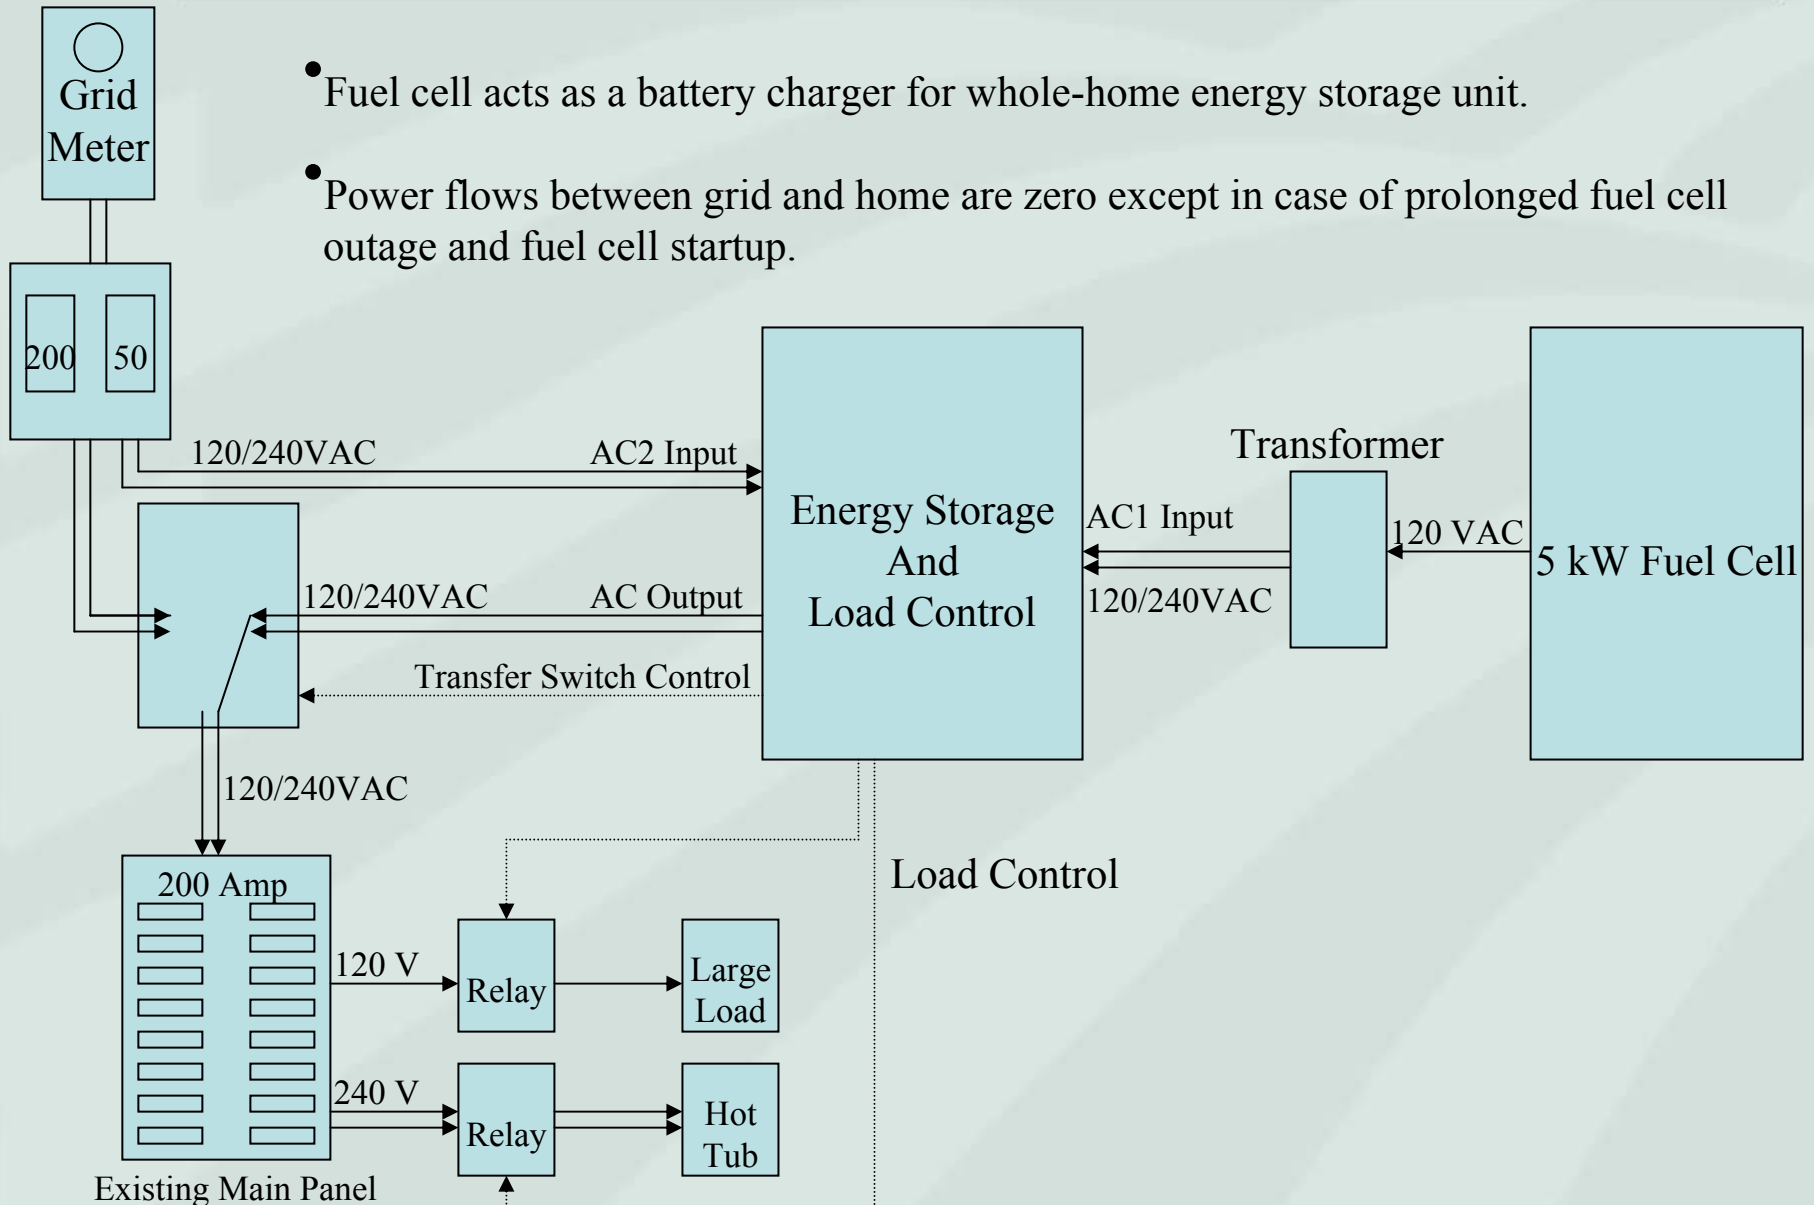 Grid
Meter
•Fuel cell acts as a battery charger for whole-home energy storage unit.
•Power flows between grid and home are zero except in case of prolonged fuel cell
outage and fuel cell startup.
200
50
120/240VAC
AC2 Input
Energy Storage
And
Load Control
Transformer
AC1 Input
120/240VAC
120 VAC
5 kW Fuel Cell
120/240VAC
AC Output
Transfer Switch Control
120/240VAC
200 Amp
Load Control
120 V
Relay
Large
Load
240 V
Relay
Hot
Tub
Existing Main Panel